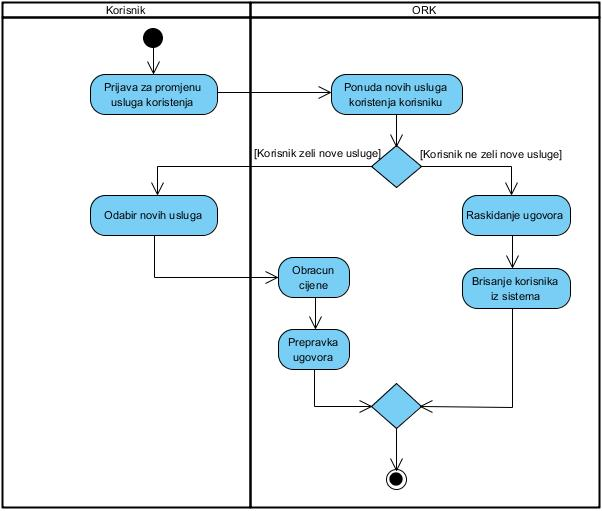 Korisnik
ORK
Prijava za promjenu
usluga koristenja
Ponuda novih usluga
koristenja korisniku
[Korisnik zeli nove usluge]
[Korisnik ne zeli nove usluge]
Odabir novih usluga
Raskidanje ugovora
Obracun
cijene
Brisanje korisnika
iz sistema
Prepravka
ugovora